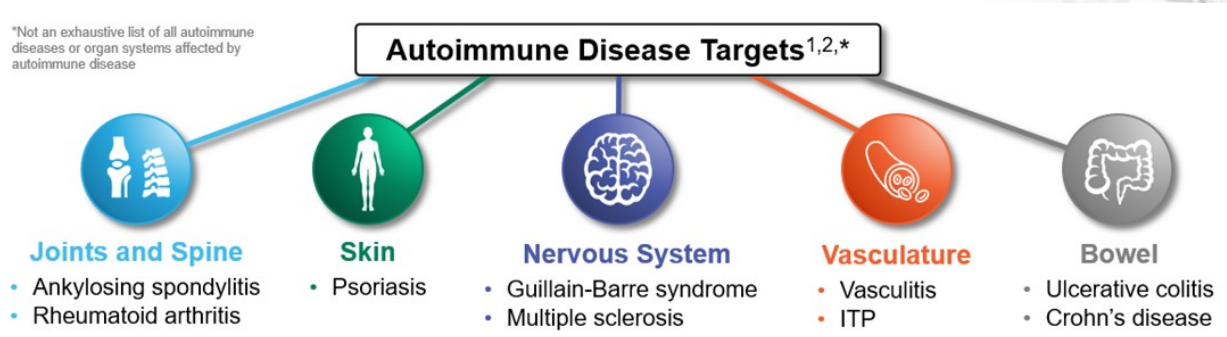 *Not an exhaustive list of all autoimmune
diseases or organ systems affected by
autoimmune disease
Autoimmune Disease Targets1,2,*
Joints and Spine
• Ankylosing spondylitis
• Rheumatoid arthritis
Skin
• Psoriasis
Nervous System
• Guillain-Barre syndrome
• Multiple sclerosis
Vasculature
• Vasculitis
• ITP
Bowel
• Ulcerative colitis
• Crohn’s disease